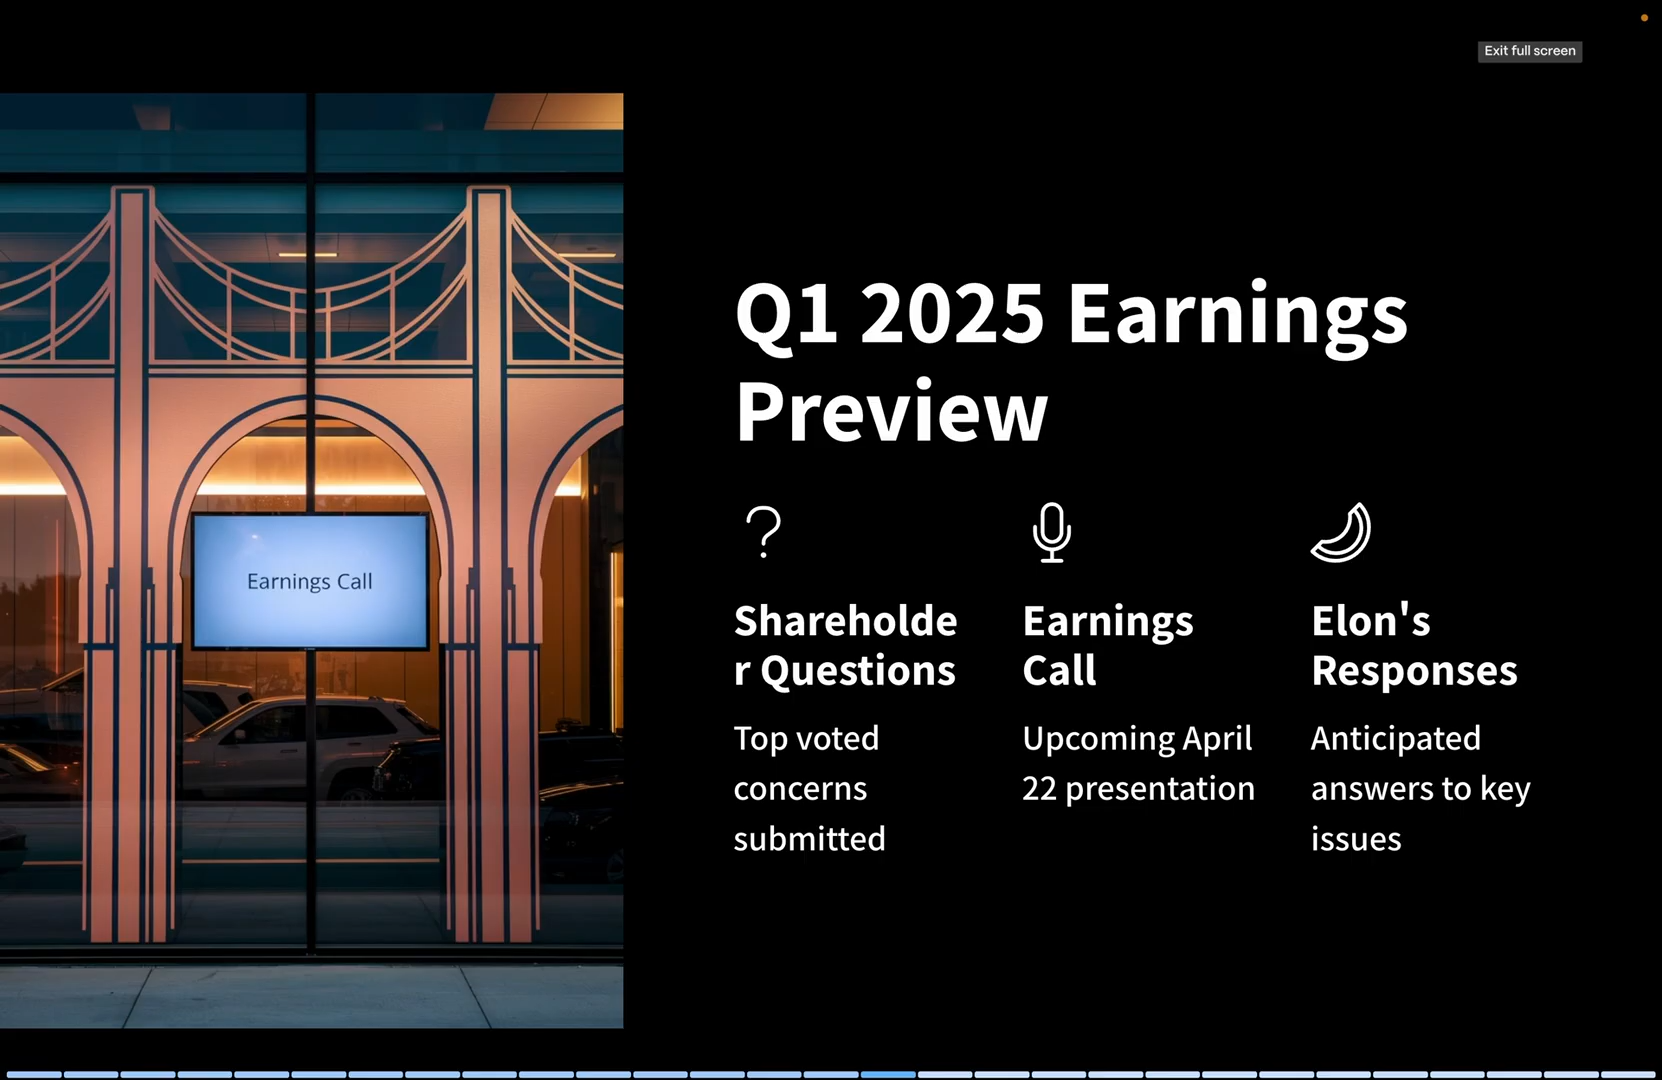 Exit full screen
Earnings Call
Q1 2025 Earnings
Preview
Shareholde
r Questions
Top voted
concerns
submitted
Earnings
Call
Upcoming April
22 presentation
Elon's
Responses
Anticipated
answers to key
issues